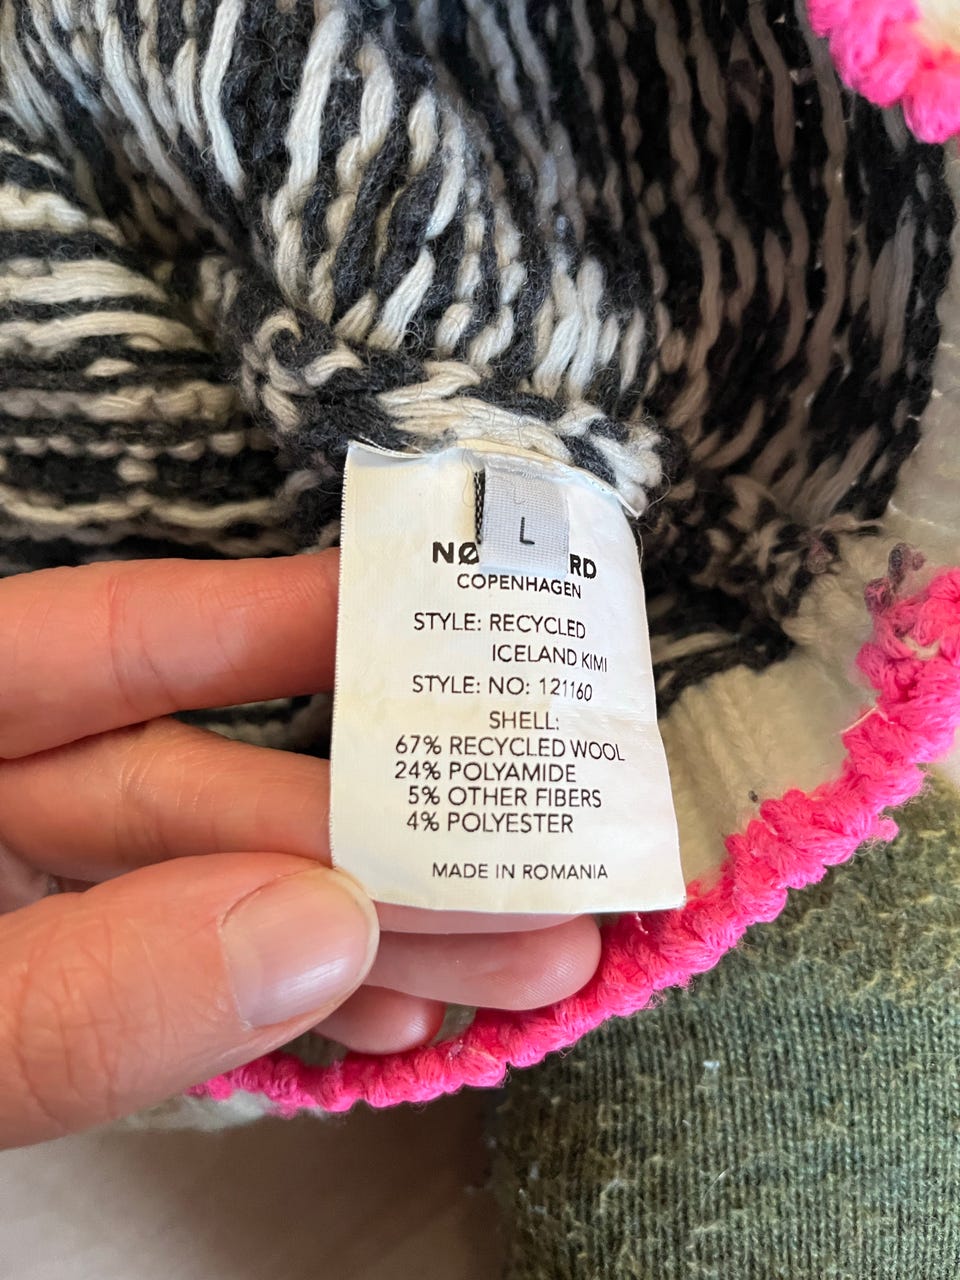 L
COPENHAGEN
STYLE: RECYCLED
ICELAND KIMI
STYLE: NO: 121160
SHELL:
67% RECYCLED WOOL
24% POLYAMIDE
5% OTHER FIBERS
4% POLYESTER
MADE IN ROMANIA